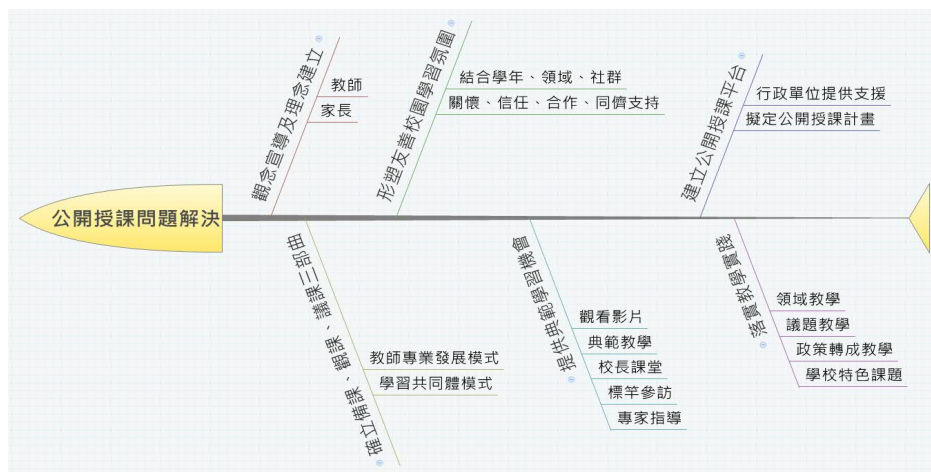 公開授課問題解決
觀念宣導及理念建立
教師
家長
形塑友善校園學習氛圍
結合學年、領域、社群
關懷、信任、合作、同儕支持
建立公開授課平台
行政單位提供支援
擬定公開授課計畫
確立備課、觀課、議課三部曲
教師專業發展模式
學習共同體模式
提供典範學習機會
觀看影片
典範教學
校長課堂
標竿參訪
專家指導
落實教學實踐
領域教學
議題教學
政策轉成教學
學校特色課題